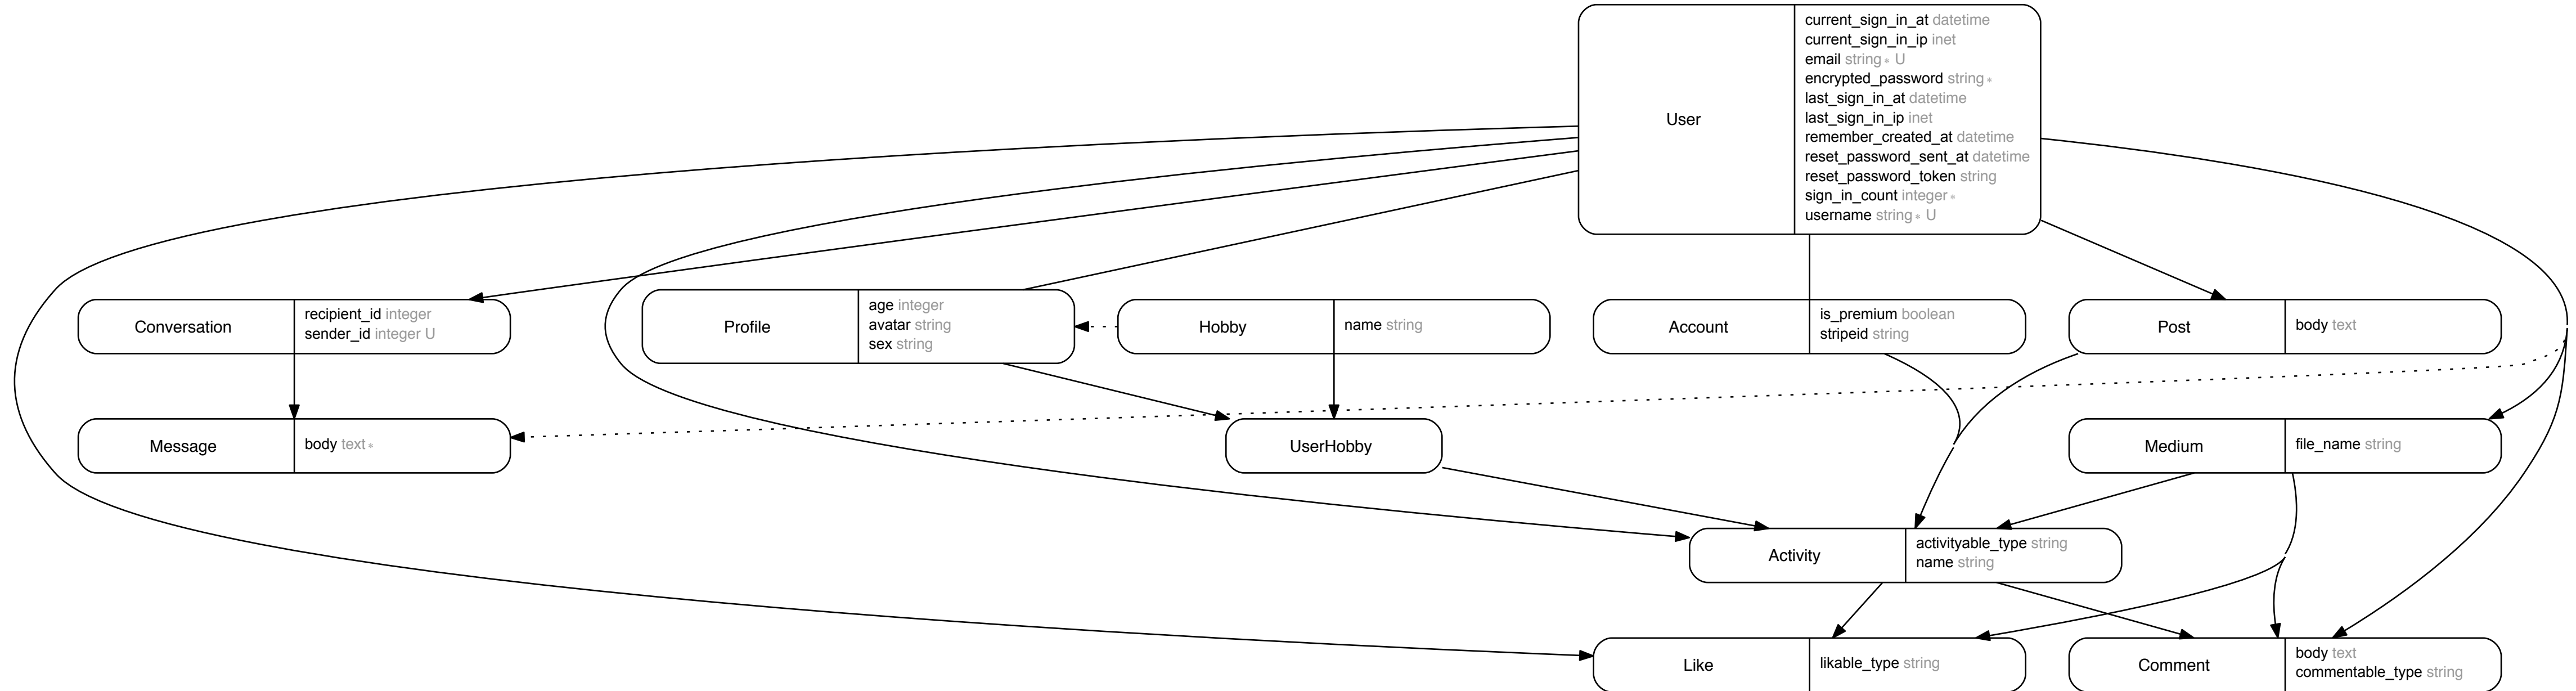 User
current_sign_in_at datetime
current_sign_in_ip inet
email string * U
encrypted_password string *
last_sign_in_at datetime
last_sign_in_ip inet
remember_created_at datetime
reset_password_sent_at datetime
reset_password_token string
sign_in_count integer *
username string * U
Conversation
recipient_id integer
sender_id integer U
Profile
age integer
avatar string
sex string
Hobby
name string
Account
is_premium boolean
stripeid string
Post
body text
Message
body text *
UserHobby
Medium
file_name string
Activity
activityable_type string
name string
Like
likable_type string
Comment
body text
commentable_type string